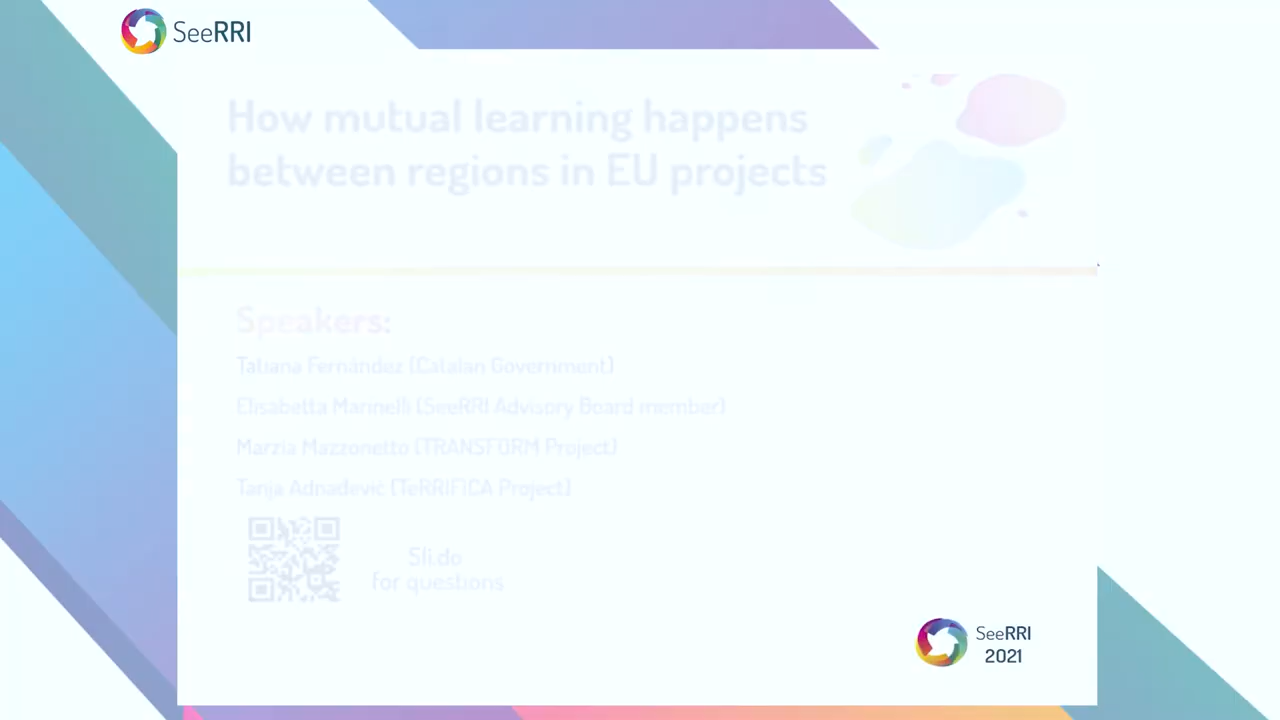 SeeRRI
How mutual learning happens
between regions in EU projects
Speakers:
Tatiana Fernández (Catalan Government)
Elisabetta Marinelli (SeeRRI Advisory Board member)
Marzia Mazzonetto (TRANSFORM Project)
Tanja Adnađević (TeRRIFICA Project)
Sli.do
for questions
SeeRRI
2021